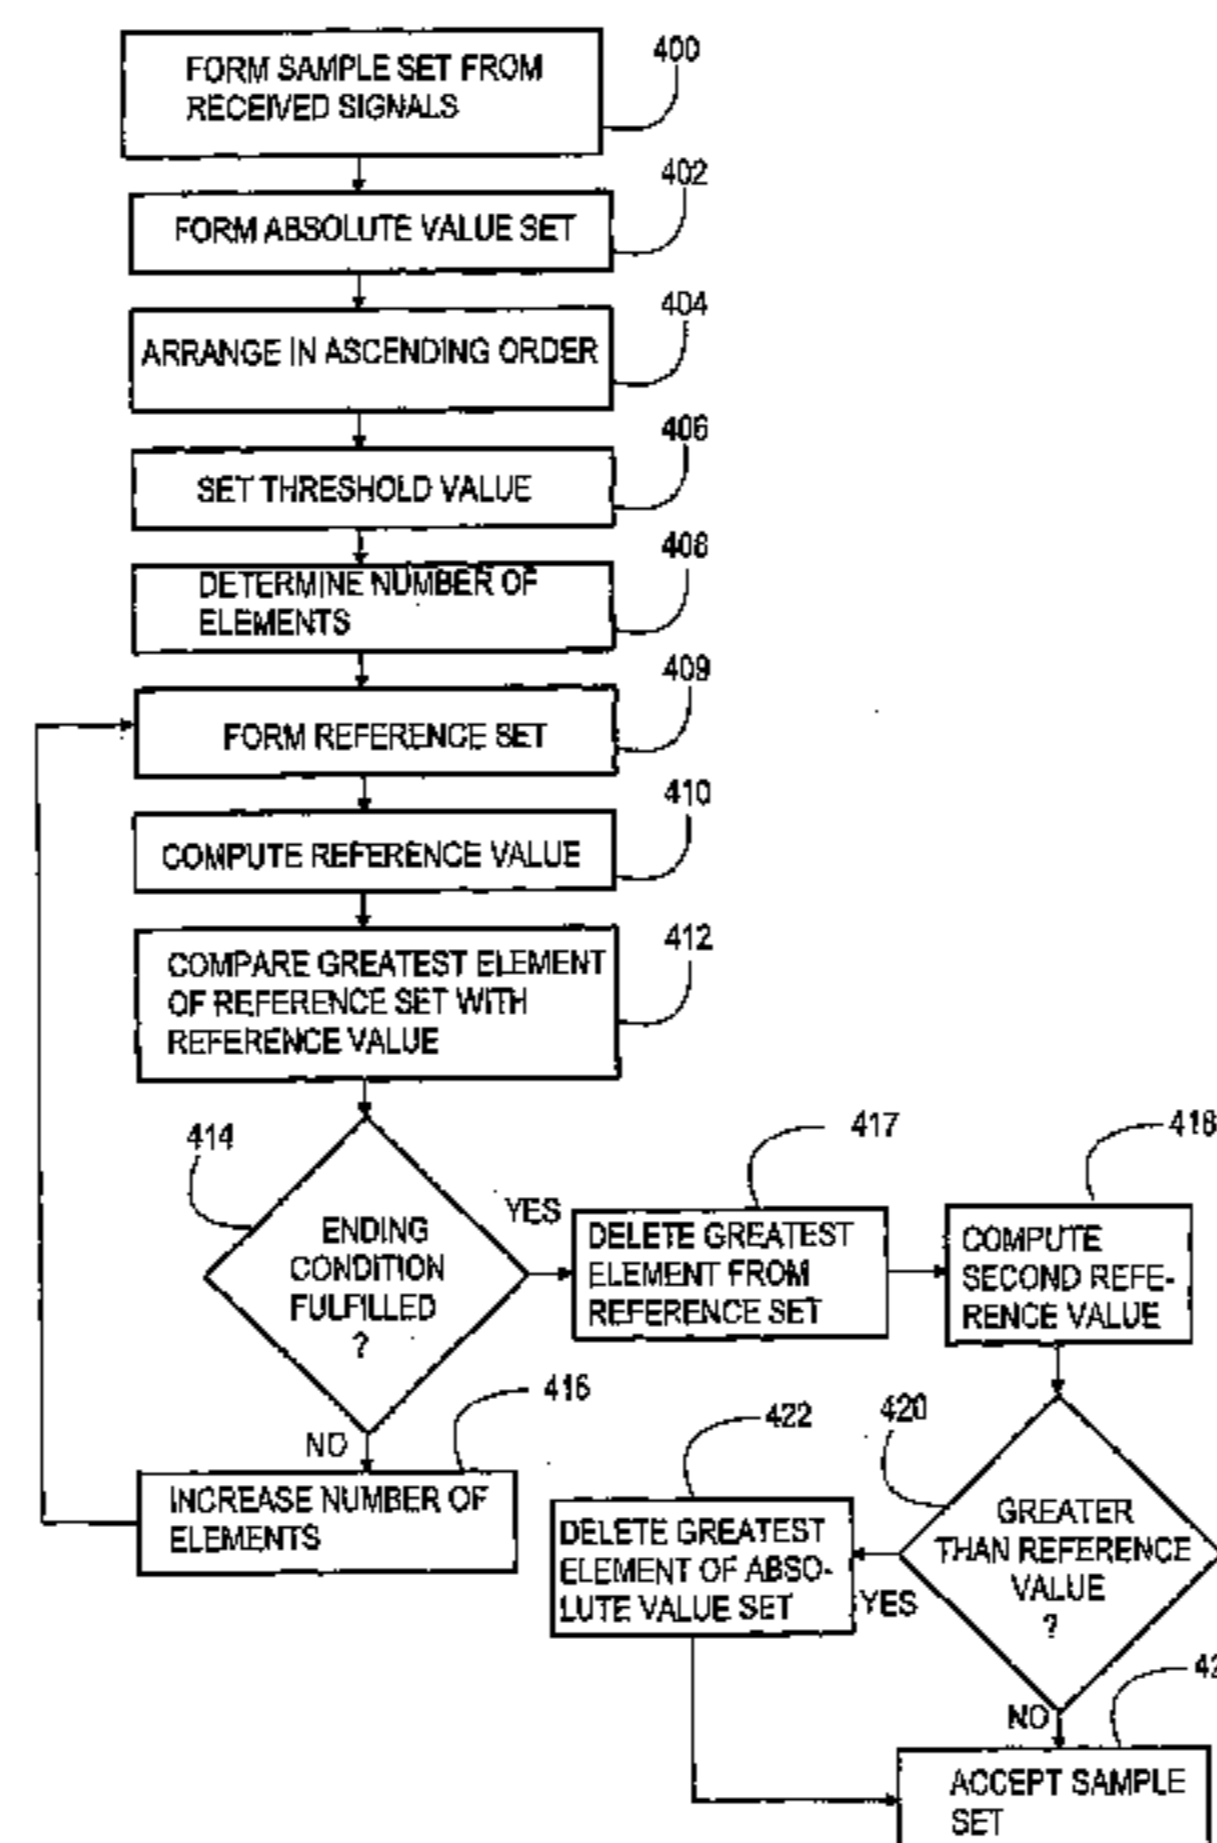 FORM SAMPLE SET FROM
RECEIVED SIGNALS
400
402
FORM ABSOLUTE VALUE SET
404
ARRANGE IN ASCENDING ORDER
406
SET THRESHOLD VALUE
408
DETERMINE NUMBER OF
ELEMENTS
409
FORM REFERENCE SET
410
COMPUTE REFERENCE VALUE
412
COMPARE GREATEST ELEMENT
OF REFERENCE SET WITH
REFERENCE VALUE
414
ENDING
CONDITION
FULFILLED
?
YES
417
DELETE GREATEST
ELEMENT FROM
REFERENCE SET
418
COMPUTE
SECOND REFE-
RENCE VALUE
NO
416
INCREASE NUMBER OF
ELEMENTS
420
GREATER
THAN REFERENCE
VALUE
?
YES
422
DELETE GREATEST
ELEMENT OF ABSO-
LUTE VALUE SET
NO
ACCEPT SAMPLE
SET